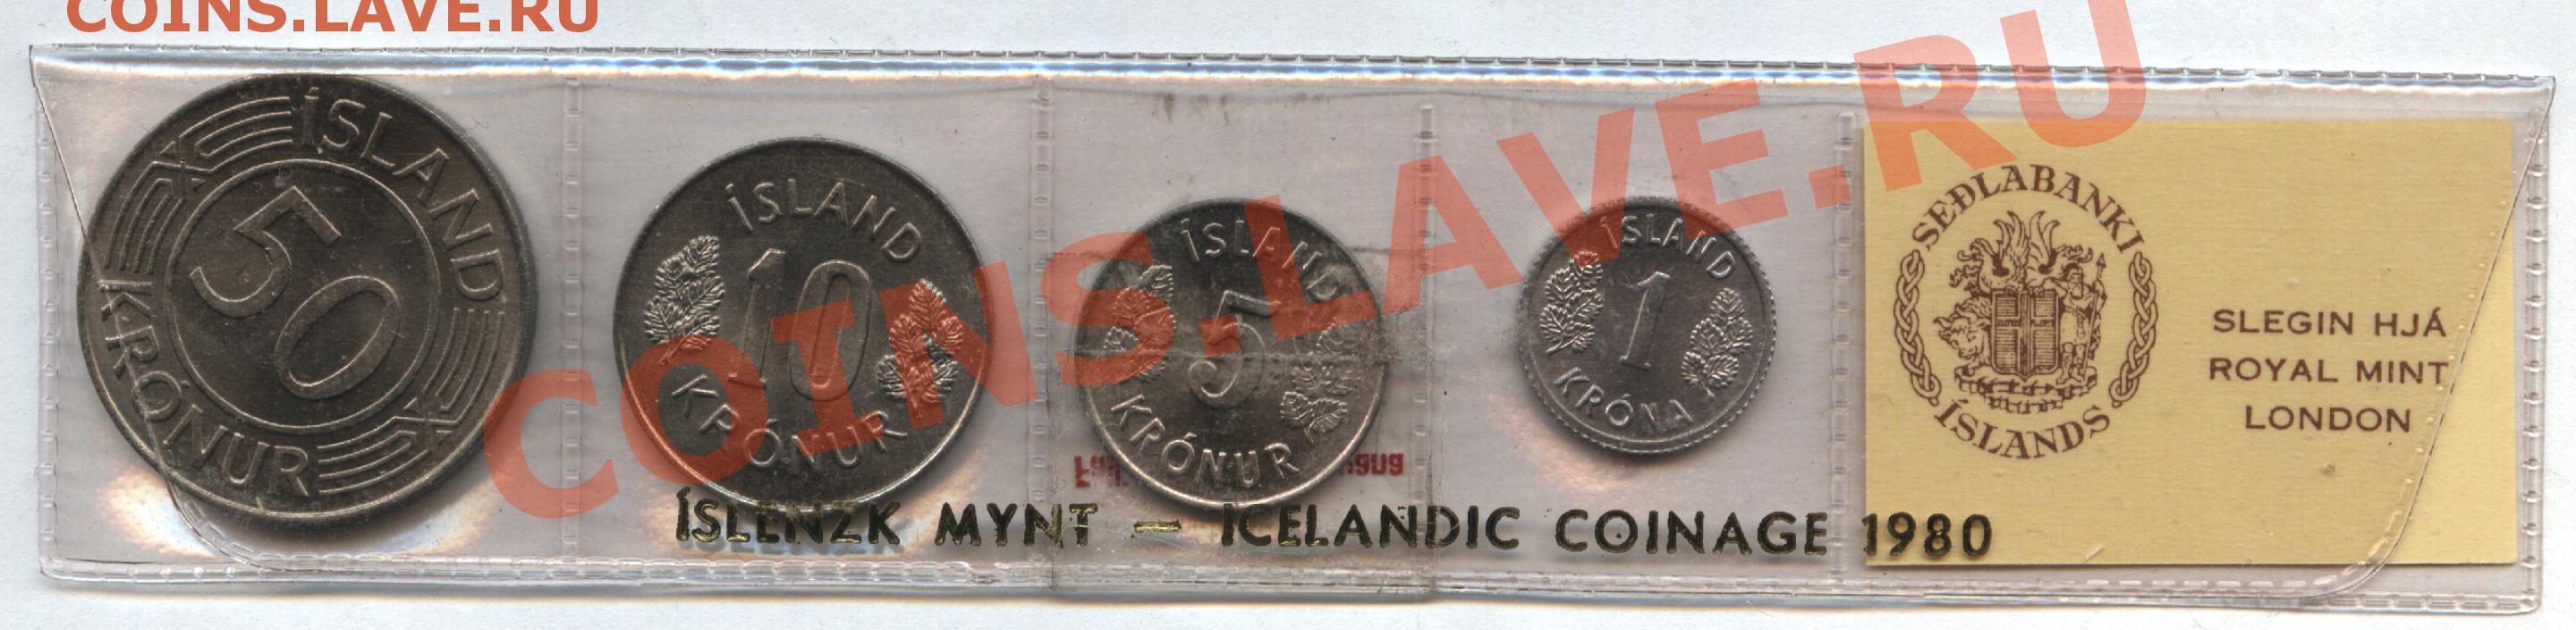 COINS.LAVE.RU
COINS.LAVE.RU
ÍSLAND
50
KRÓNUR
ÍSLAND
10
KRÓNUR
ÍSLAND
5
KRÓNUR
ÍSLAND
1
KRÓNA
SEÐLABANKI
ÍSLANDS
SLEGIN HJÁ
ROYAL MINT
LONDON
ÍSLENZK MYNT — ICELANDIC COINAGE 1980